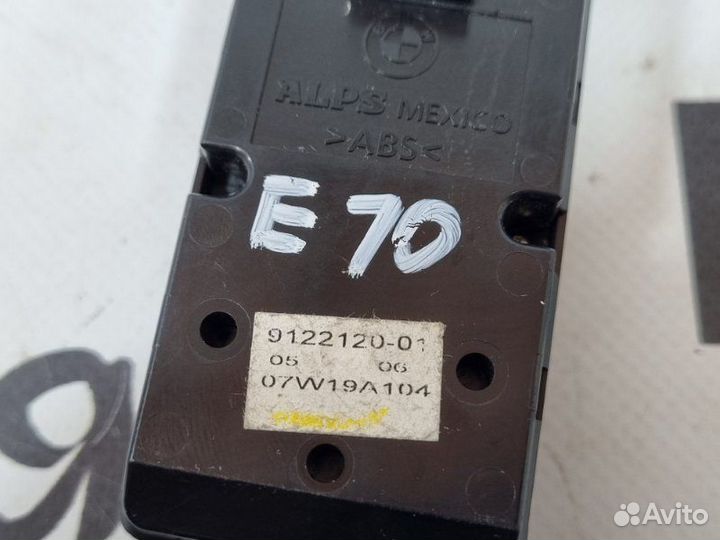 ALPS MEXICO
>ABS<
E 70
9122120-01
05 06
07W19A104
Avito